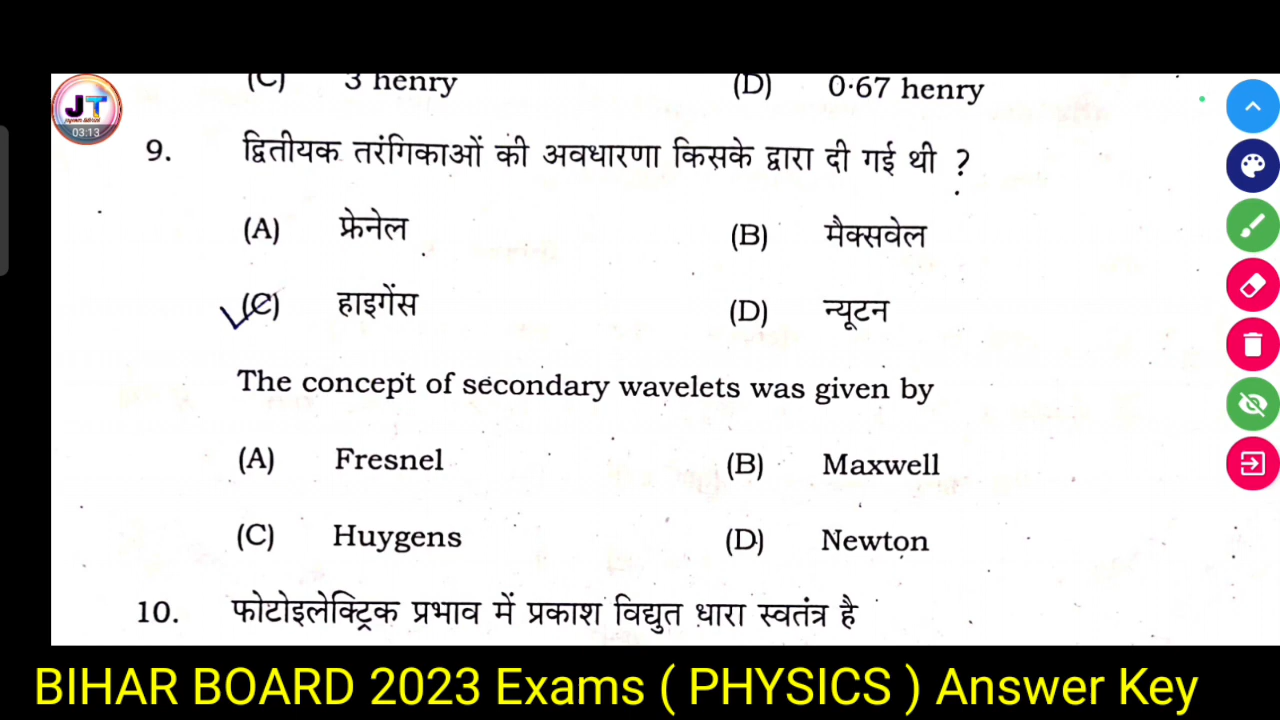 JT
03:13
(C) 3 henry (D) 0·67 henry
9. द्वितीयक तरंगिकाओं की अवधारणा किसके द्वारा दी गई थी ?
(A) फ्रेनेल (B) मैक्सवेल
(C) हाइगेंस (D) न्यूटन
The concept of secondary wavelets was given by
(A) Fresnel (B) Maxwell
(C) Huygens (D) Newton
10. फोटोइलेक्ट्रिक प्रभाव में प्रकाश विद्युत धारा स्वतंत्र है
BIHAR BOARD 2023 Exams ( PHYSICS ) Answer Key